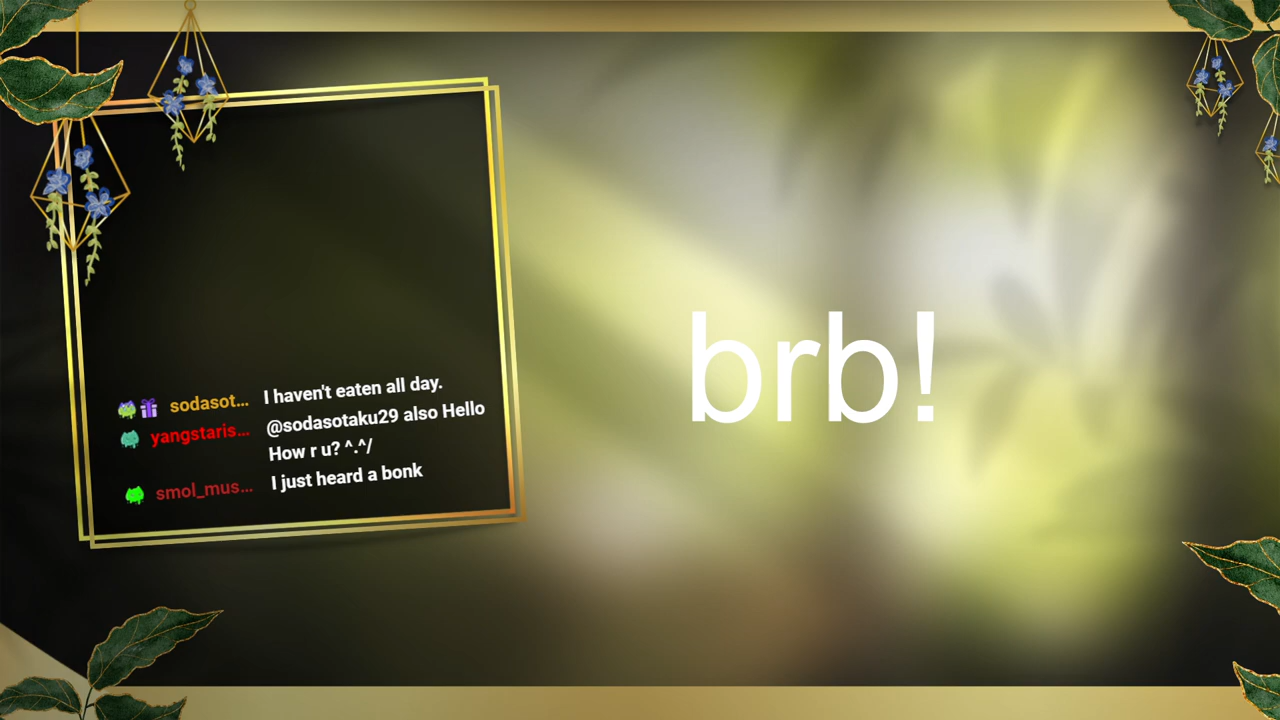 sodasot... I haven't eaten all day.
yangstaris... @sodasotaku29 also Hello
How r u? ^.^/
smol_mus... I just heard a bonk
brb!